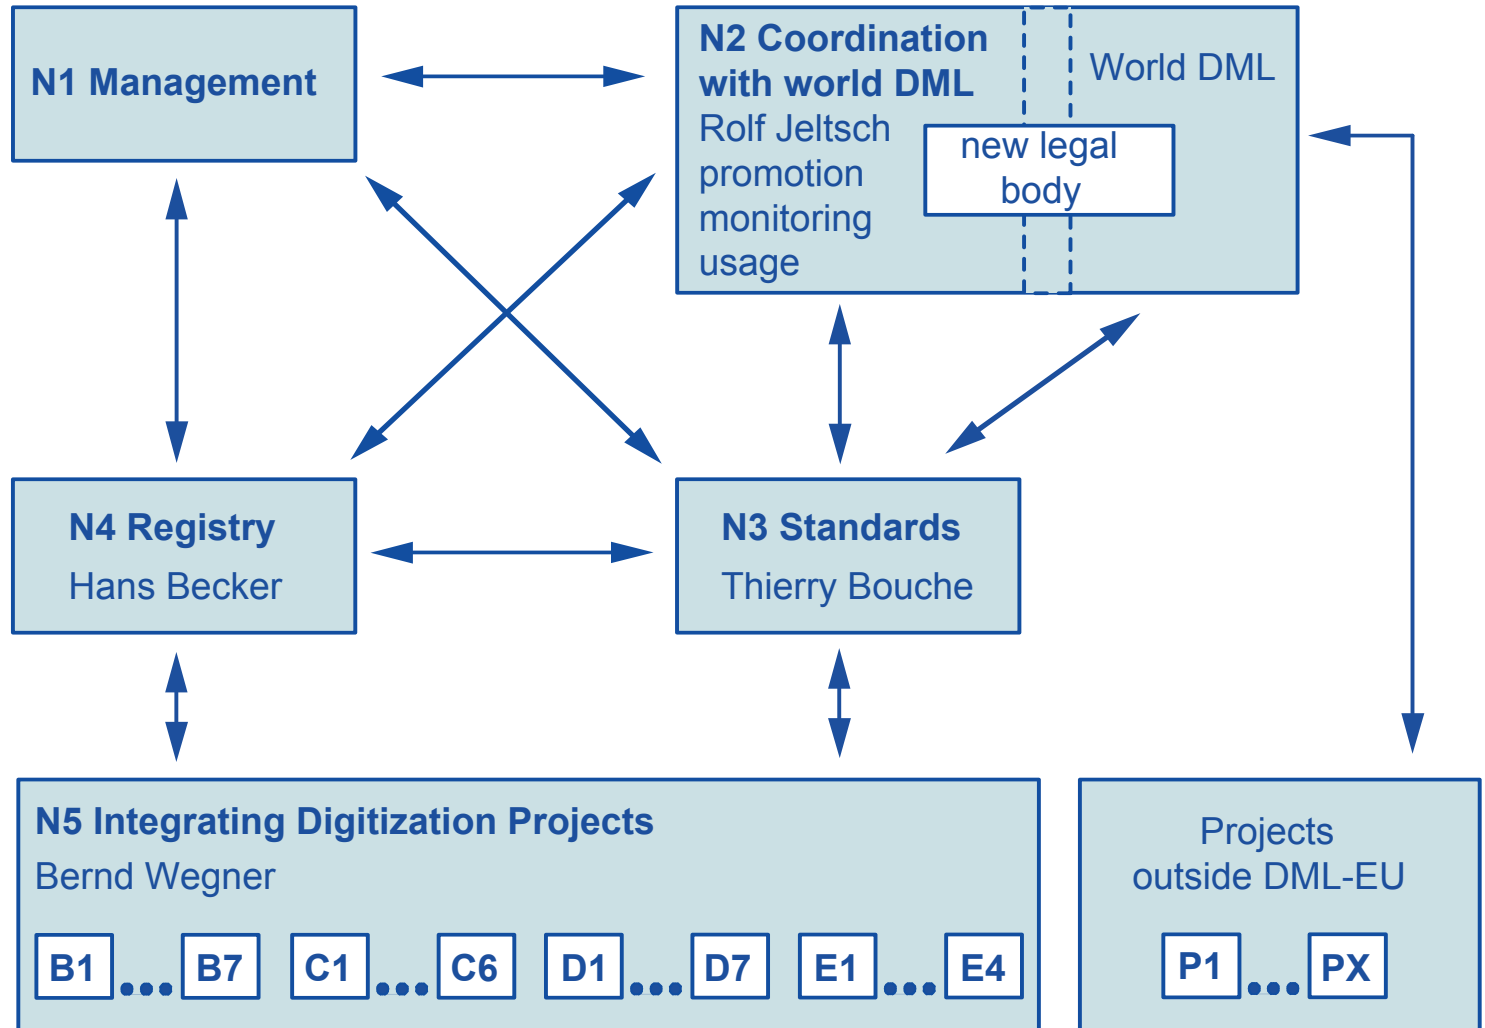 N1 Management
N2 Coordination
with world DML
Rolf Jeltsch
promotion
monitoring
usage
World DML
new legal
body
N4 Registry
Hans Becker
N3 Standards
Thierry Bouche
N5 Integrating Digitization Projects
Bernd Wegner
B1 ... B7 C1 ... C6 D1 ... D7 E1 ... E4
Projects
outside DML-EU
P1 ... PX